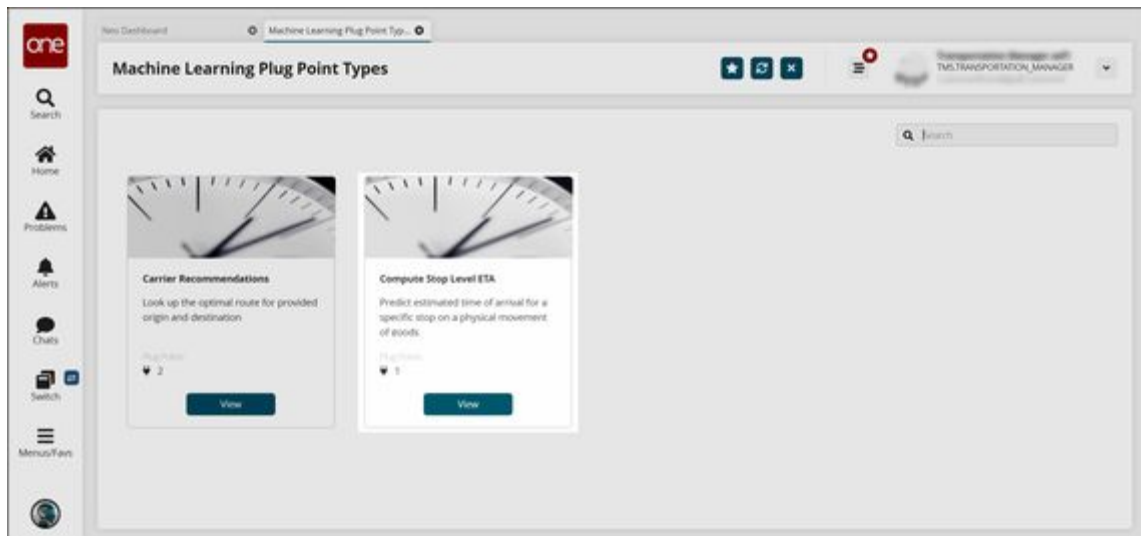 one
Neo Dashboard
Machine Learning Plug Point Typ...
Machine Learning Plug Point Types
TMS.TRANSPORTATION_MANAGER
Search
Search
Home
Problems
Alerts
Chats
Switch
Menus/Favs
Carrier Recommendations
Look up the optimal route for provided
origin and destination
Plug Points
2
View
Compute Stop Level ETA
Predict estimated time of arrival for a
specific stop on a physical movement
of goods
Plug Points
1
View